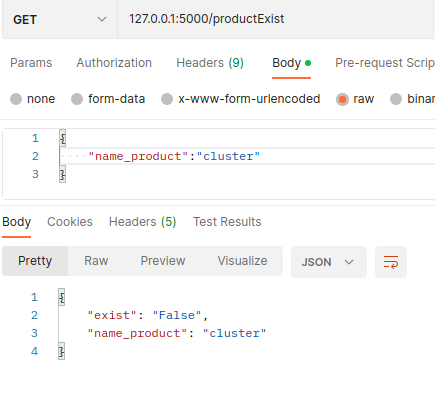 GET 127.0.0.1:5000/productExist
Params Authorization Headers (9) Body Pre-request Scrip
none form-data x-www-form-urlencoded raw binar
1 {
2 "name_product":"cluster"
3 }
Body Cookies Headers (5) Test Results
Pretty Raw Preview Visualize JSON
1 {
2 "exist": "False",
3 "name_product": "cluster"
4 }